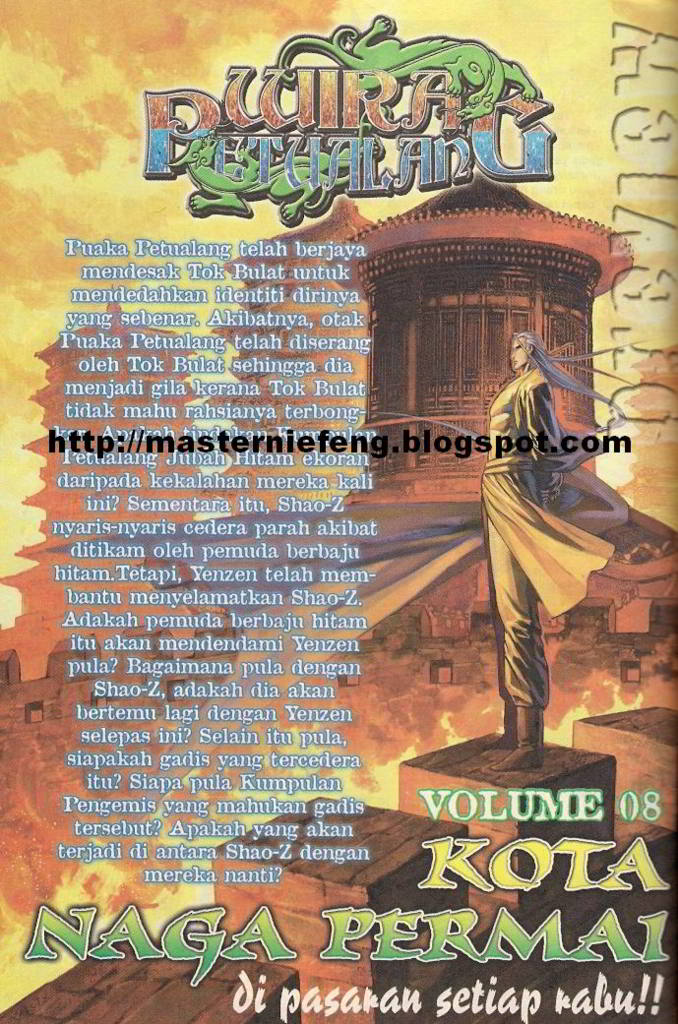 WIRA
PETUALANG
Puaka Petualang telah berjaya
mendesak Tok Bulat untuk
mendedahkan identiti dirinya
yang sebenar. Akibatnya, otak
Puaka Petualang telah diserang
oleh Tok Bulat sehingga dia
menjadi gila kerana Tok Bulat
tidak mahu rahsianya terbong-
http://masterniefeng.blogspot.com
Petualang Jubah Hitam ekoran
daripada kekalahan mereka kali
ini? Sementara itu, Shao-Z
nyaris-nyaris cedera parah akibat
ditikam oleh pemuda berbaju
hitam.Tetapi, Yenzen telah mem-
bantu menyelamatkan Shao-Z.
Adakah pemuda berbaju hitam
itu akan mendendami Yenzen
pula? Bagaimana pula dengan
Shao-Z, adakah dia akan
bertemu lagi dengan Yenzen
selepas ini? Selain itu pula,
siapakah gadis yang tercedera
itu? Siapa pula Kumpulan
Pengemis yang mahukan gadis
tersebut? Apakah yang akan
terjadi di antara Shao-Z dengan
mereka nanti?
VOLUME 08
KOTA
NAGA PERMAI
di pasaran setiap rabu!!